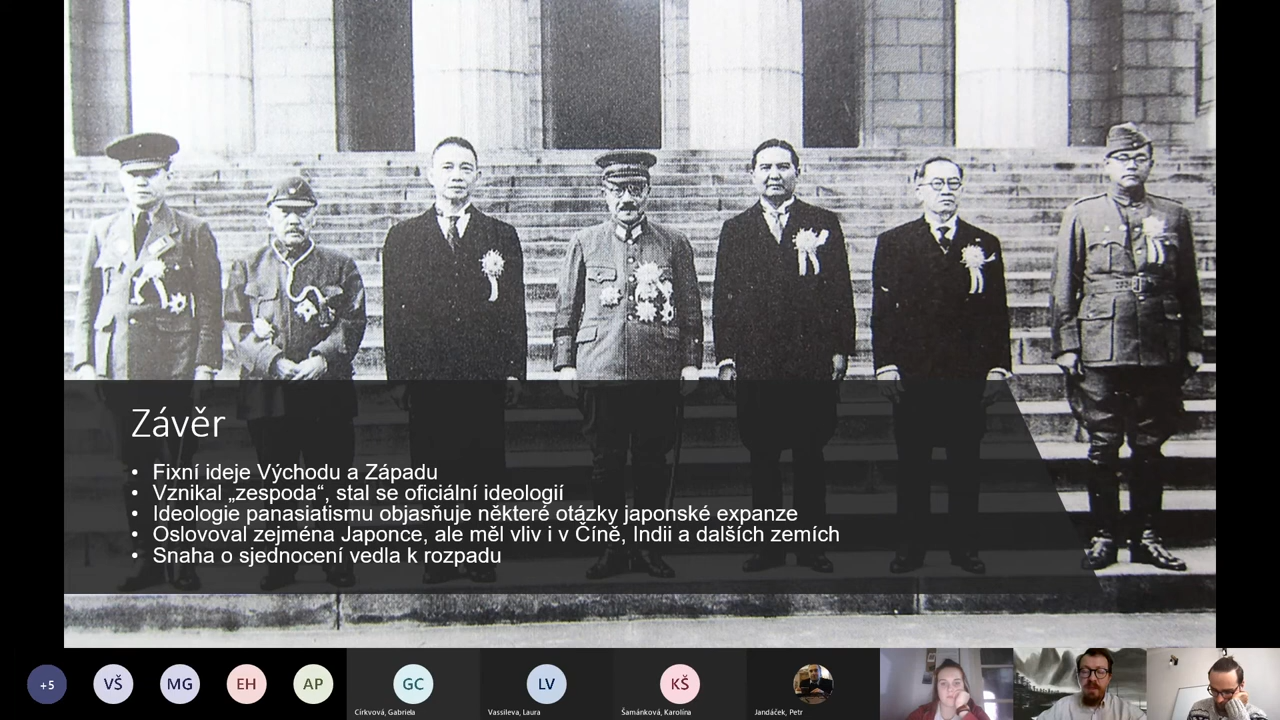 Závěr
• Fixní ideje Východu a Západu
• Vznikal „zespoda“, stal se oficiální ideologií
• Ideologie panasiatismu objasňuje některé otázky japonské expanze
• Oslovoval zejména Japonce, ale měl vliv i v Číně, Indii a dalších zemích
• Snaha o sjednocení vedla k rozpadu
+5
VŠ
MG
EH
AP
GC
LV
KŠ
Církvová, Gabriela
Vassileva, Laura
Šamánková, Karolína
Jandáček, Petr